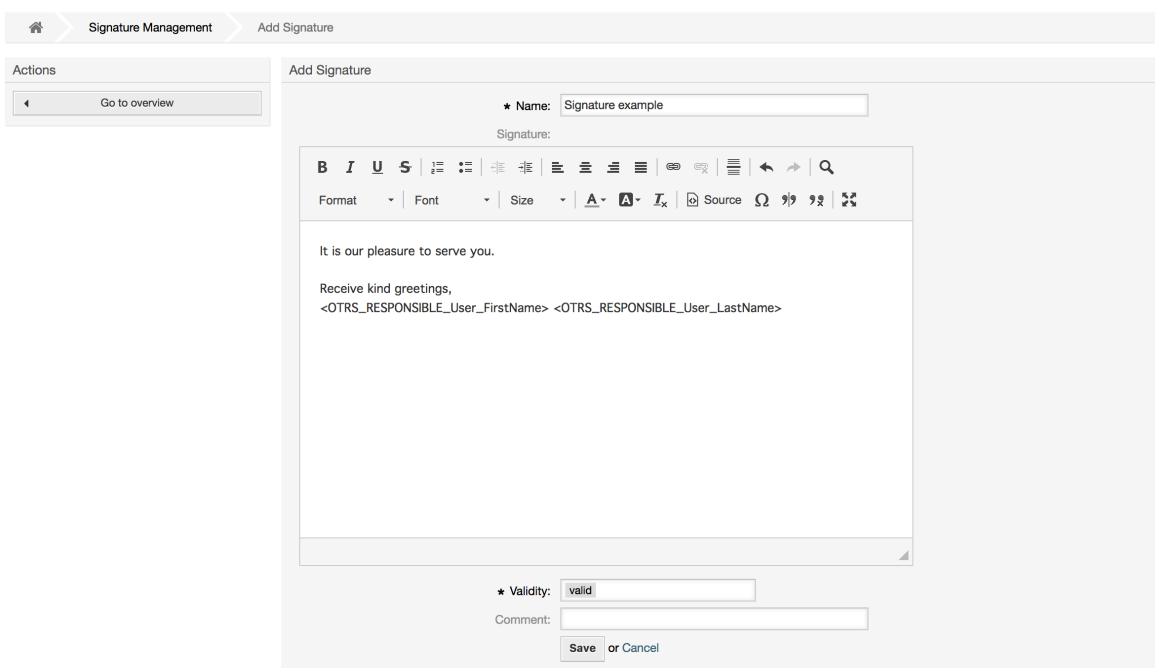 Signature Management Add Signature
Actions
Go to overview
Add Signature
* Name: Signature example
Signature:
B I U S
Format Font Size A A Tx Source Ω
It is our pleasure to serve you.
Receive kind greetings,
<OTRS_RESPONSIBLE_User_FirstName> <OTRS_RESPONSIBLE_User_LastName>
* Validity: valid
Comment:
Save or Cancel